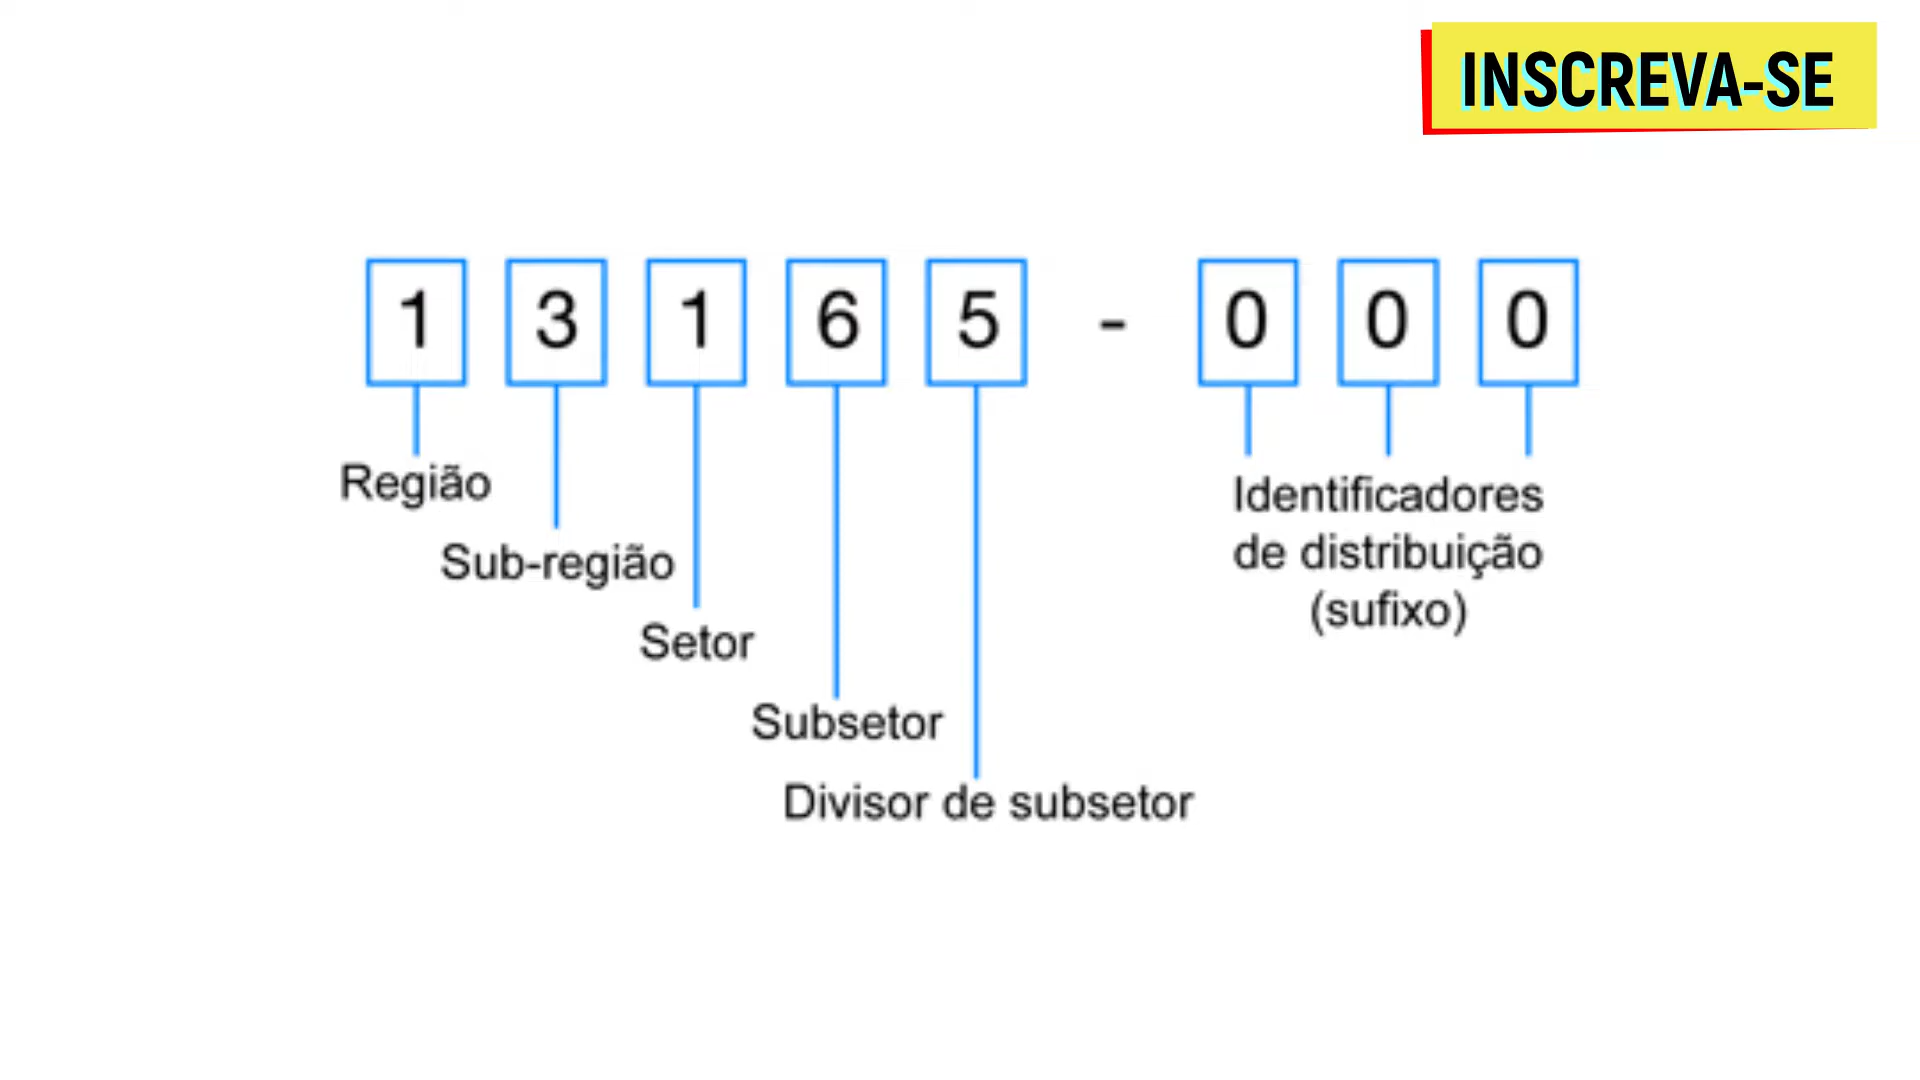 INSCREVA-SE
1 3 1 6 5 - 0 0 0
Região
Sub-região
Setor
Subsetor
Divisor de subsetor
Identificadores
de distribuição
(sufixo)